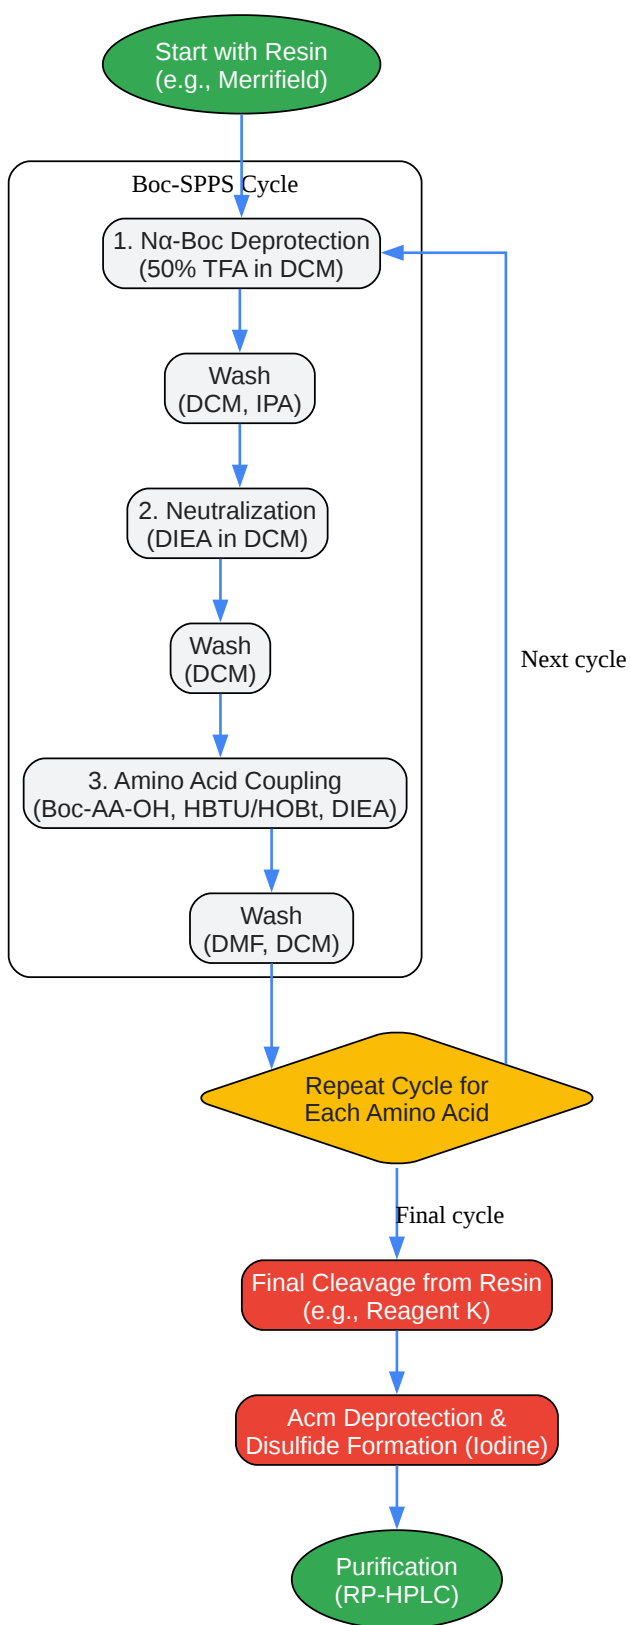 Start with Resin
(e.g., Merrifield)
Boc-SPPS Cycle
1. Nα-Boc Deprotection
(50% TFA in DCM)
Wash
(DCM, IPA)
2. Neutralization
(DIEA in DCM)
Wash
(DCM)
Next cycle
3. Amino Acid Coupling
(Boc-AA-OH, HBTU/HOBt, DIEA)
Wash
(DMF, DCM)
Repeat Cycle for
Each Amino Acid
Final cycle
Final Cleavage from Resin
(e.g., Reagent K)
Acm Deprotection &
Disulfide Formation (Iodine)
Purification
(RP-HPLC)